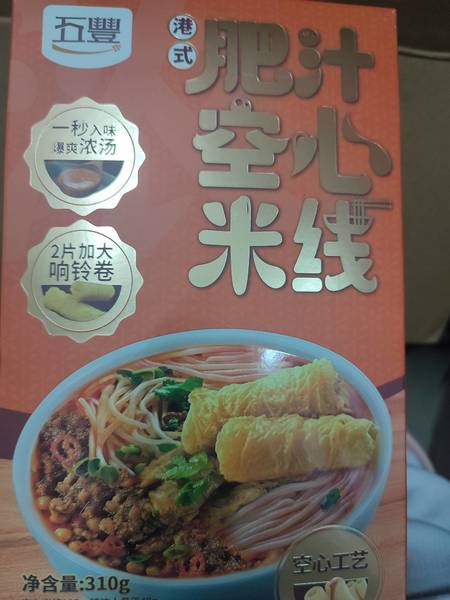 五豐
港式
肥汁
空心
米线
一秒入味
爆爽浓汤
2片加大
响铃卷
空心工艺
净含量:310g